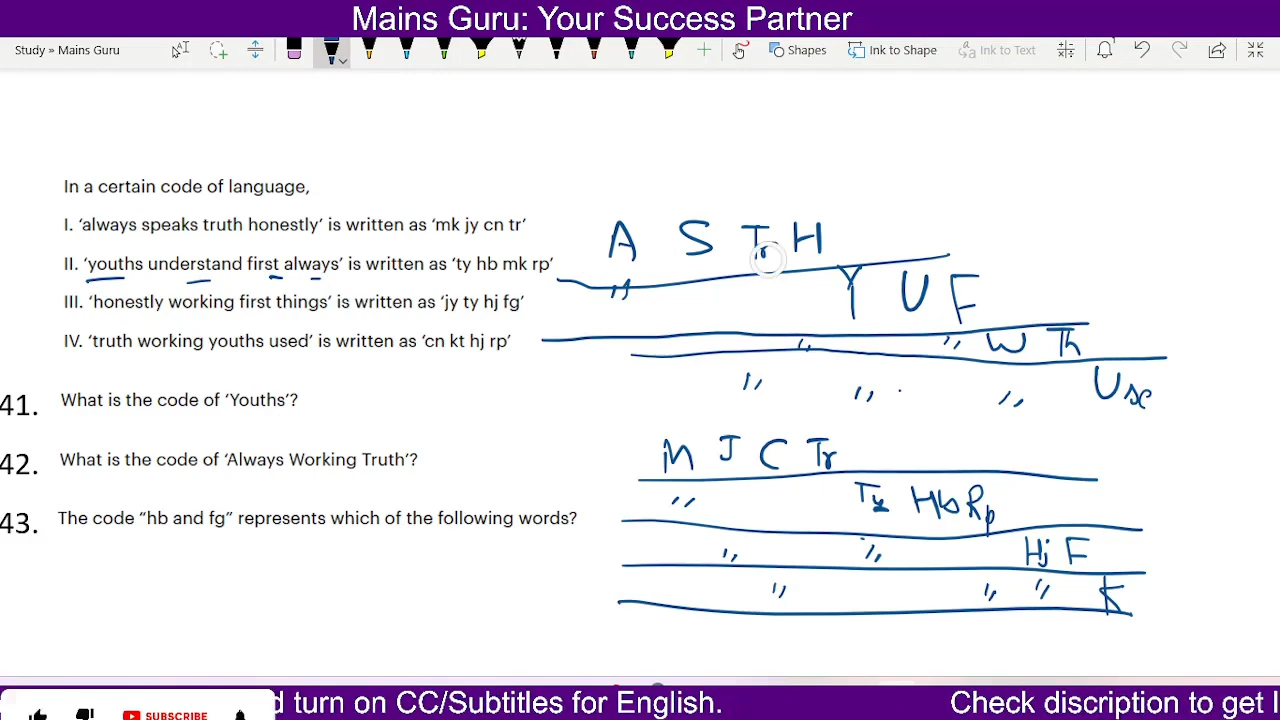 Mains Guru: Your Success Partner
Study » Mains Guru
Shapes
Ink to Shape
Ink to Text
In a certain code of language,
I. ‘always speaks truth honestly’ is written as ‘mk jy cn tr’
II. ‘youths understand first always’ is written as ‘ty hb mk rp’
III. ‘honestly working first things’ is written as ‘jy ty hj fg’
IV. ‘truth working youths used’ is written as ‘cn kt hj rp’
41. What is the code of ‘Youths’?
42. What is the code of ‘Always Working Truth’?
43. The code “hb and fg” represents which of the following words?
A S Tr H
" Y U F
" " W Th
" " " Use
M J C Tr
" Ty Hb Rp
" " Hj F
" " " K
SUBSCRIBE
d turn on CC/Subtitles for English.
Check discription to get